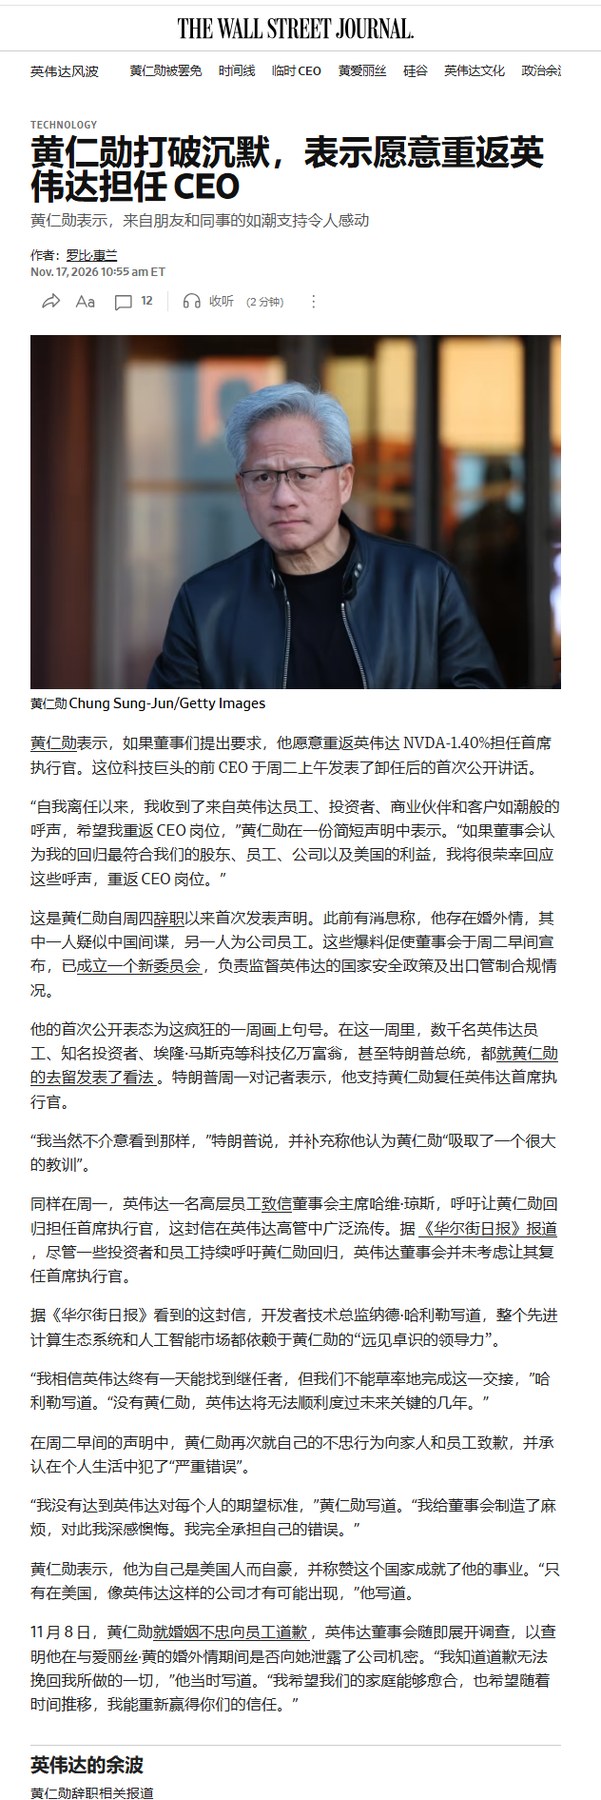 THE WALL STREET JOURNAL.
英伟达风波 黄仁勋被罢免 时间线 临时 CEO 黄爱丽丝 硅谷 英伟达文化 政治余
TECHNOLOGY
黄仁勋打破沉默，表示愿意重返英
伟达担任 CEO
黄仁勋表示，来自朋友和同事的如潮支持令人感动
作者：罗比·惠兰
Nov. 17, 2026 10:55 am ET
Aa 12 收听 (2 分钟)
黄仁勋 Chung Sung-Jun/Getty Images
黄仁勋表示，如果董事们提出要求，他愿意重返英伟达 NVDA-1.40%担任首席
执行官。这位科技巨头的前 CEO 于周二上午发表了卸任后的首次公开讲话。
“自我离任以来，我收到了来自英伟达员工、投资者、商业伙伴和客户如潮般的
呼声，希望我重返 CEO 岗位，”黄仁勋在一份简短声明中表示。“如果董事会认
为我的回归最符合我们的股东、员工、公司以及美国的利益，我将很荣幸回应
这些呼声，重返 CEO 岗位。”
这是黄仁勋自周四辞职以来首次发表声明。此前有消息称，他存在婚外情，其
中一人疑似中国间谍，另一人为公司员工。这些爆料促使董事会于周二早间宣
布，已成立一个新委员会，负责监督英伟达的国家安全政策及出口管制合规情
况。
他的首次公开表态为这疯狂的一周画上句号。在这一周里，数千名英伟达员
工、知名投资者、埃隆·马斯克等科技亿万富翁，甚至特朗普总统，都就黄仁勋
的去留发表了看法 。特朗普周一对记者表示，他支持黄仁勋复任英伟达首席执
行官。
“我当然不介意看到那样，”特朗普说，并补充称他认为黄仁勋“吸取了一个很大
的教训”。
同样在周一，英伟达一名高层员工致信董事会主席哈维·琼斯，呼吁让黄仁勋回
归担任首席执行官，这封信在英伟达高管中广泛流传。据 《华尔街日报》报道
，尽管一些投资者和员工持续呼吁黄仁勋回归，英伟达董事会并未考虑让其复
任首席执行官。
据《华尔街日报》看到的这封信，开发者技术总监纳德·哈利勒写道，整个先进
计算生态系统和人工智能市场都依赖于黄仁勋的“远见卓识的领导力”。
“我相信英伟达终有一天能找到继任者，但我们不能草率地完成这一交接，”哈
利勒写道。“没有黄仁勋，英伟达将无法顺利度过未来关键的几年。”
在周二早间的声明中，黄仁勋再次就自己的不忠行为向家人和员工致歉，并承
认在个人生活中犯了“严重错误”。
“我没有达到英伟达对每个人的期望标准，”黄仁勋写道。“我给董事会制造了麻
烦，对此我深感懊悔。我完全承担自己的错误。”
黄仁勋表示，他为自己是美国人而自豪，并称赞这个国家成就了他的事业。“只
有在美国，像英伟达这样的公司才有可能出现，”他写道。
11 月 8 日，黄仁勋就婚姻不忠向员工道歉，英伟达董事会随即展开调查，以查
明他在与爱丽丝·黄的婚外情期间是否向她泄露了公司机密。“我知道道歉无法
挽回我所做的一切，”他当时写道。“我希望我们的家庭能够愈合，也希望随着
时间推移，我能重新赢得你们的信任。”
英伟达的余波
黄仁勋辞职相关报道